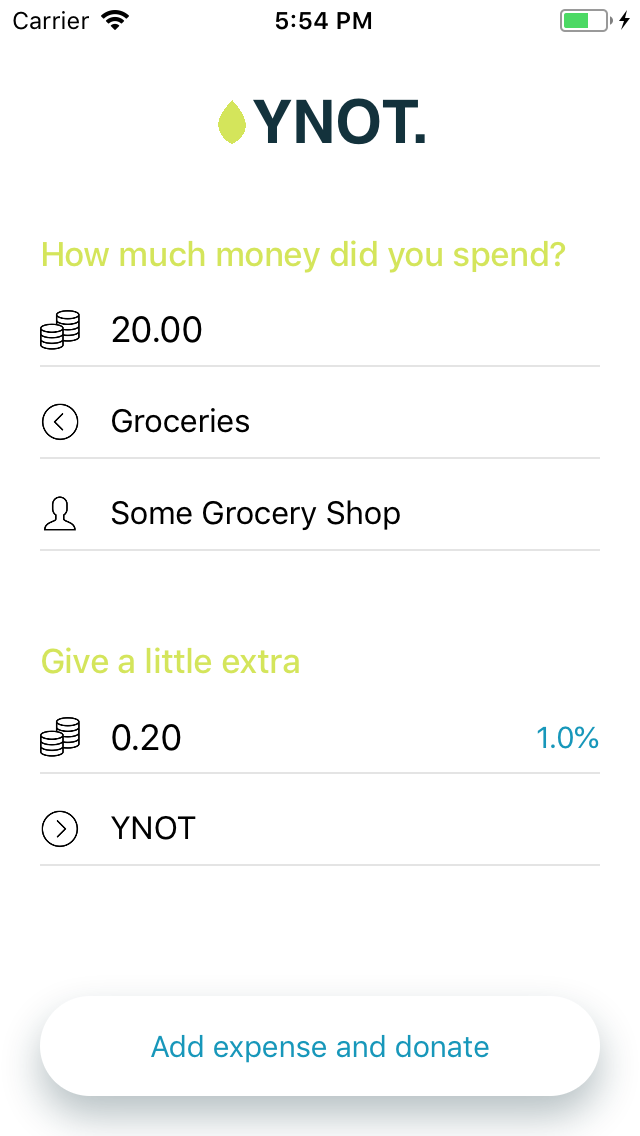 Carrier 5:54 PM
YNOT.
How much money did you spend?
20.00
Groceries
Some Grocery Shop
Give a little extra
0.20 1.0%
YNOT
Add expense and donate